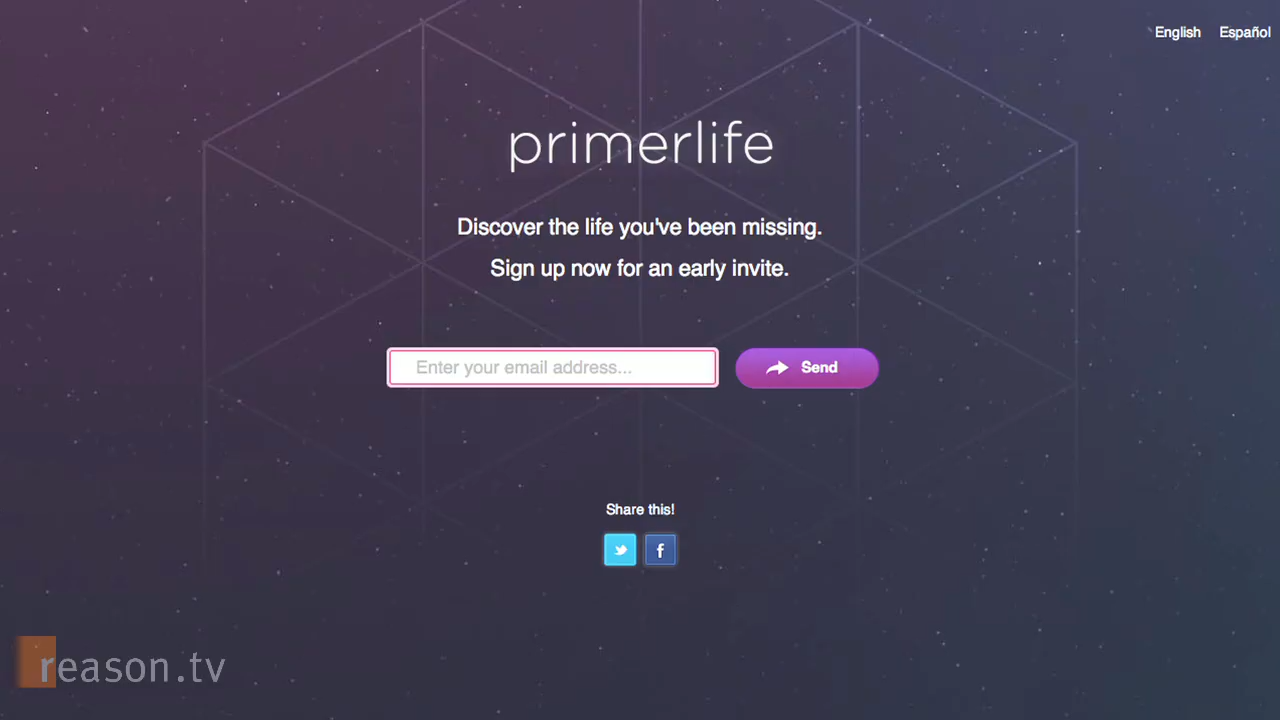 English Español
primerlife
Discover the life you've been missing.
Sign up now for an early invite.
Enter your email address...
Send
Share this!
reason.tv